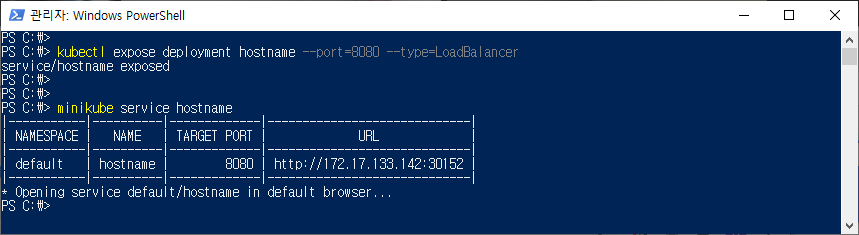 관리자: Windows PowerShell
PS C:\>
PS C:\> kubectl expose deployment hostname --port=8080 --type=LoadBalancer
service/hostname exposed
PS C:\>
PS C:\>
PS C:\> minikube service hostname
|-----------|----------|-------------|-----------------------------|
| NAMESPACE | NAME | TARGET PORT | URL |
|-----------|----------|-------------|-----------------------------|
| default | hostname | 8080 | http://172.17.133.142:30152 |
|-----------|----------|-------------|-----------------------------|
* Opening service default/hostname in default browser...
PS C:\>